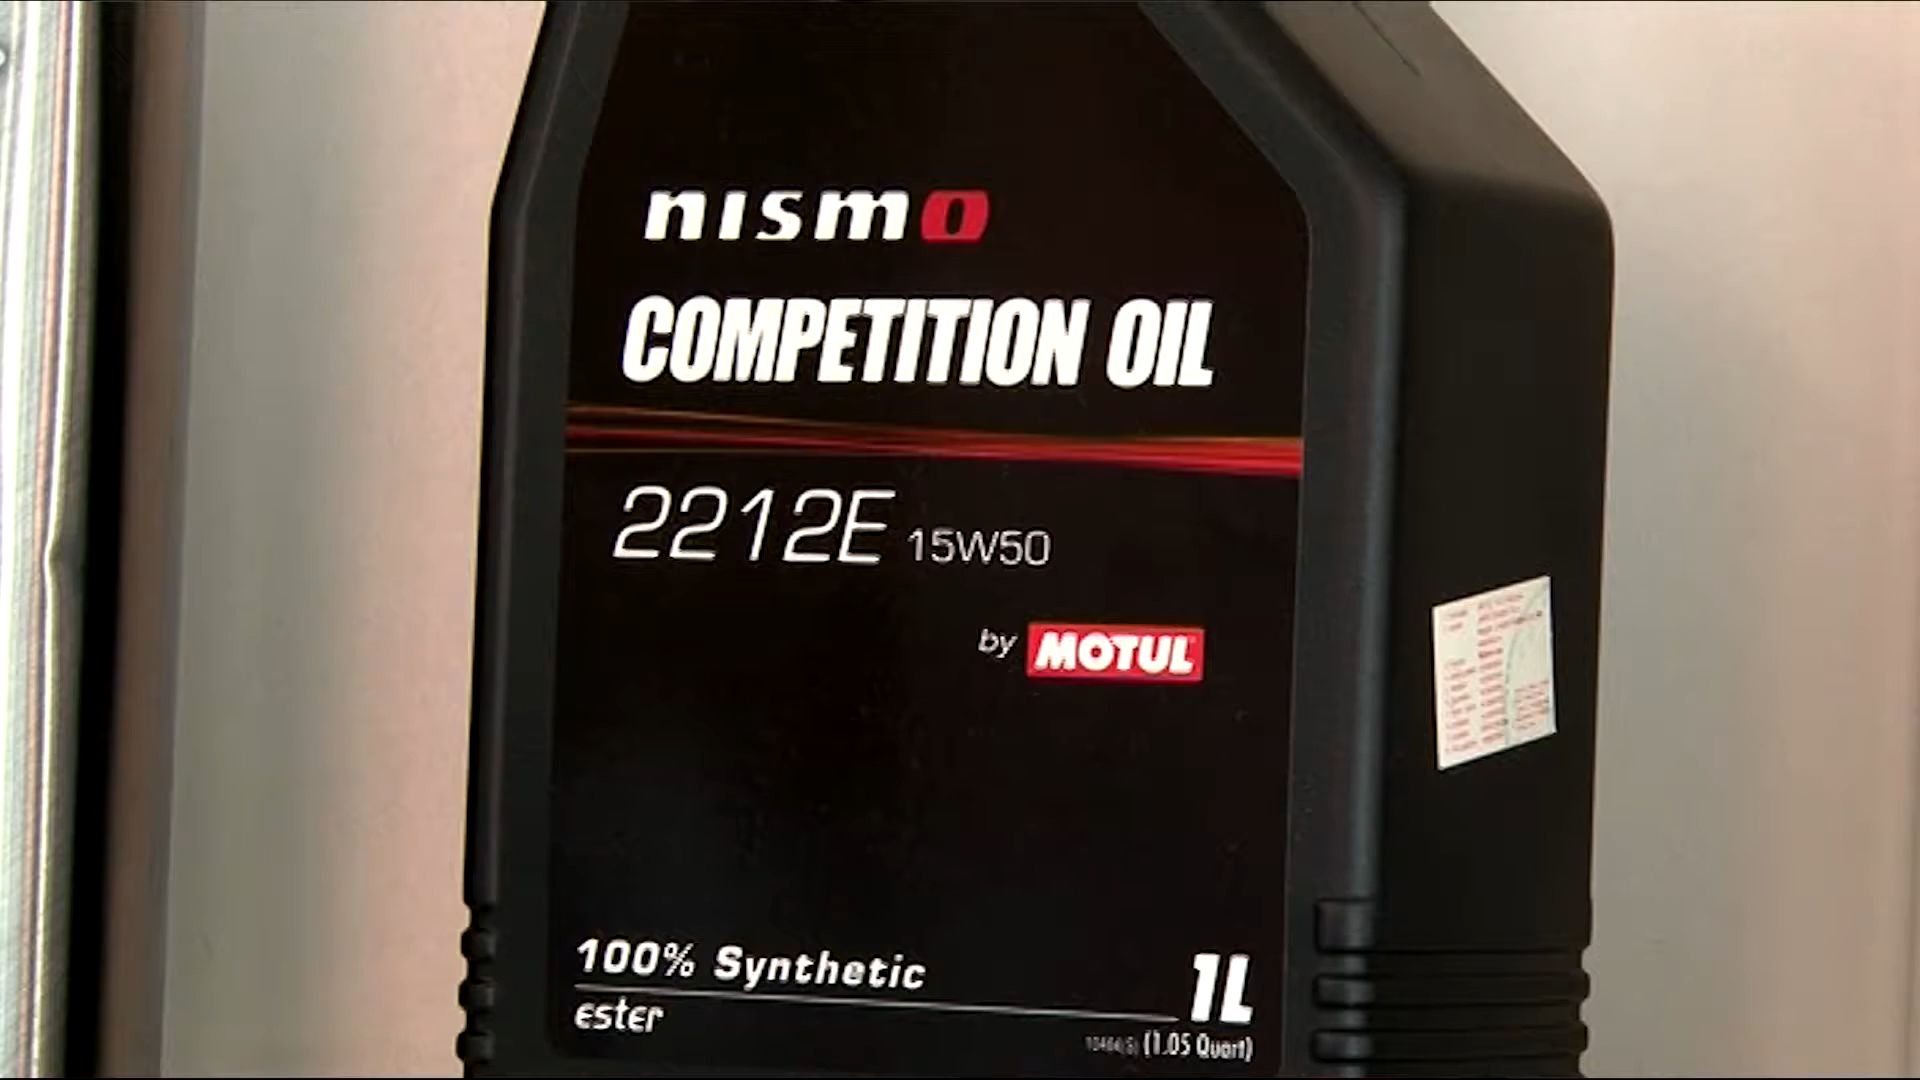 nismo
COMPETITION OIL
2212E 15W50
by MOTUL
100% Synthetic
ester
1L
(1.05 Quart)